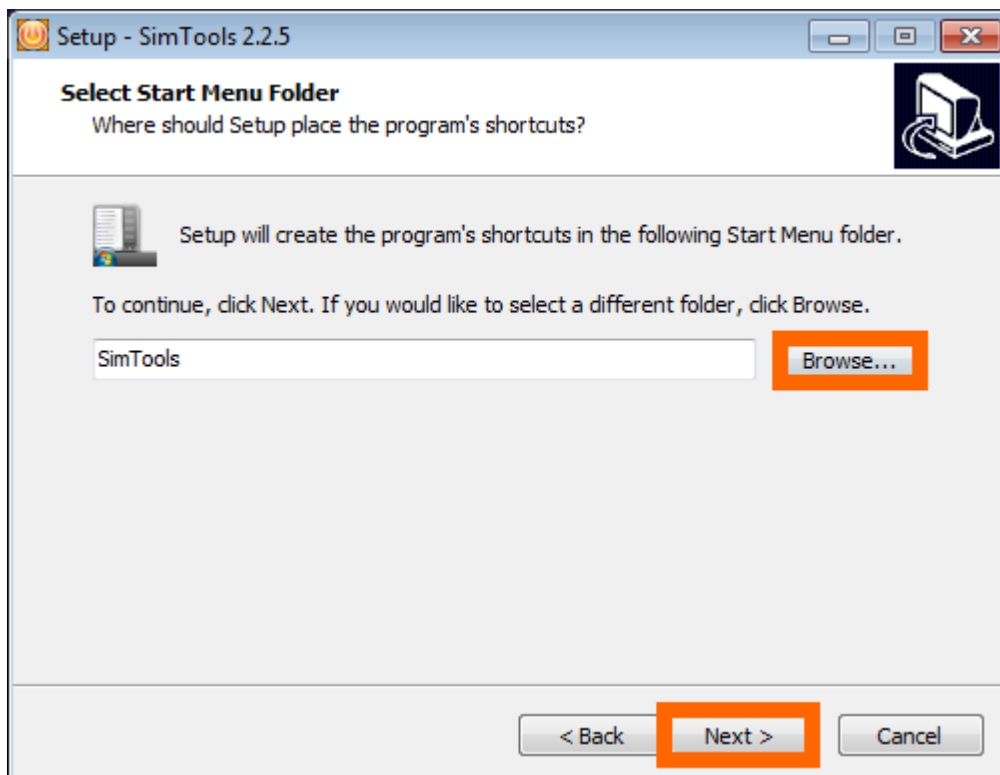 Setup - SimTools 2.2.5
Select Start Menu Folder
Where should Setup place the program's shortcuts?
Setup will create the program's shortcuts in the following Start Menu folder.
To continue, click Next. If you would like to select a different folder, click Browse.
SimTools
Browse...
< Back
Next >
Cancel